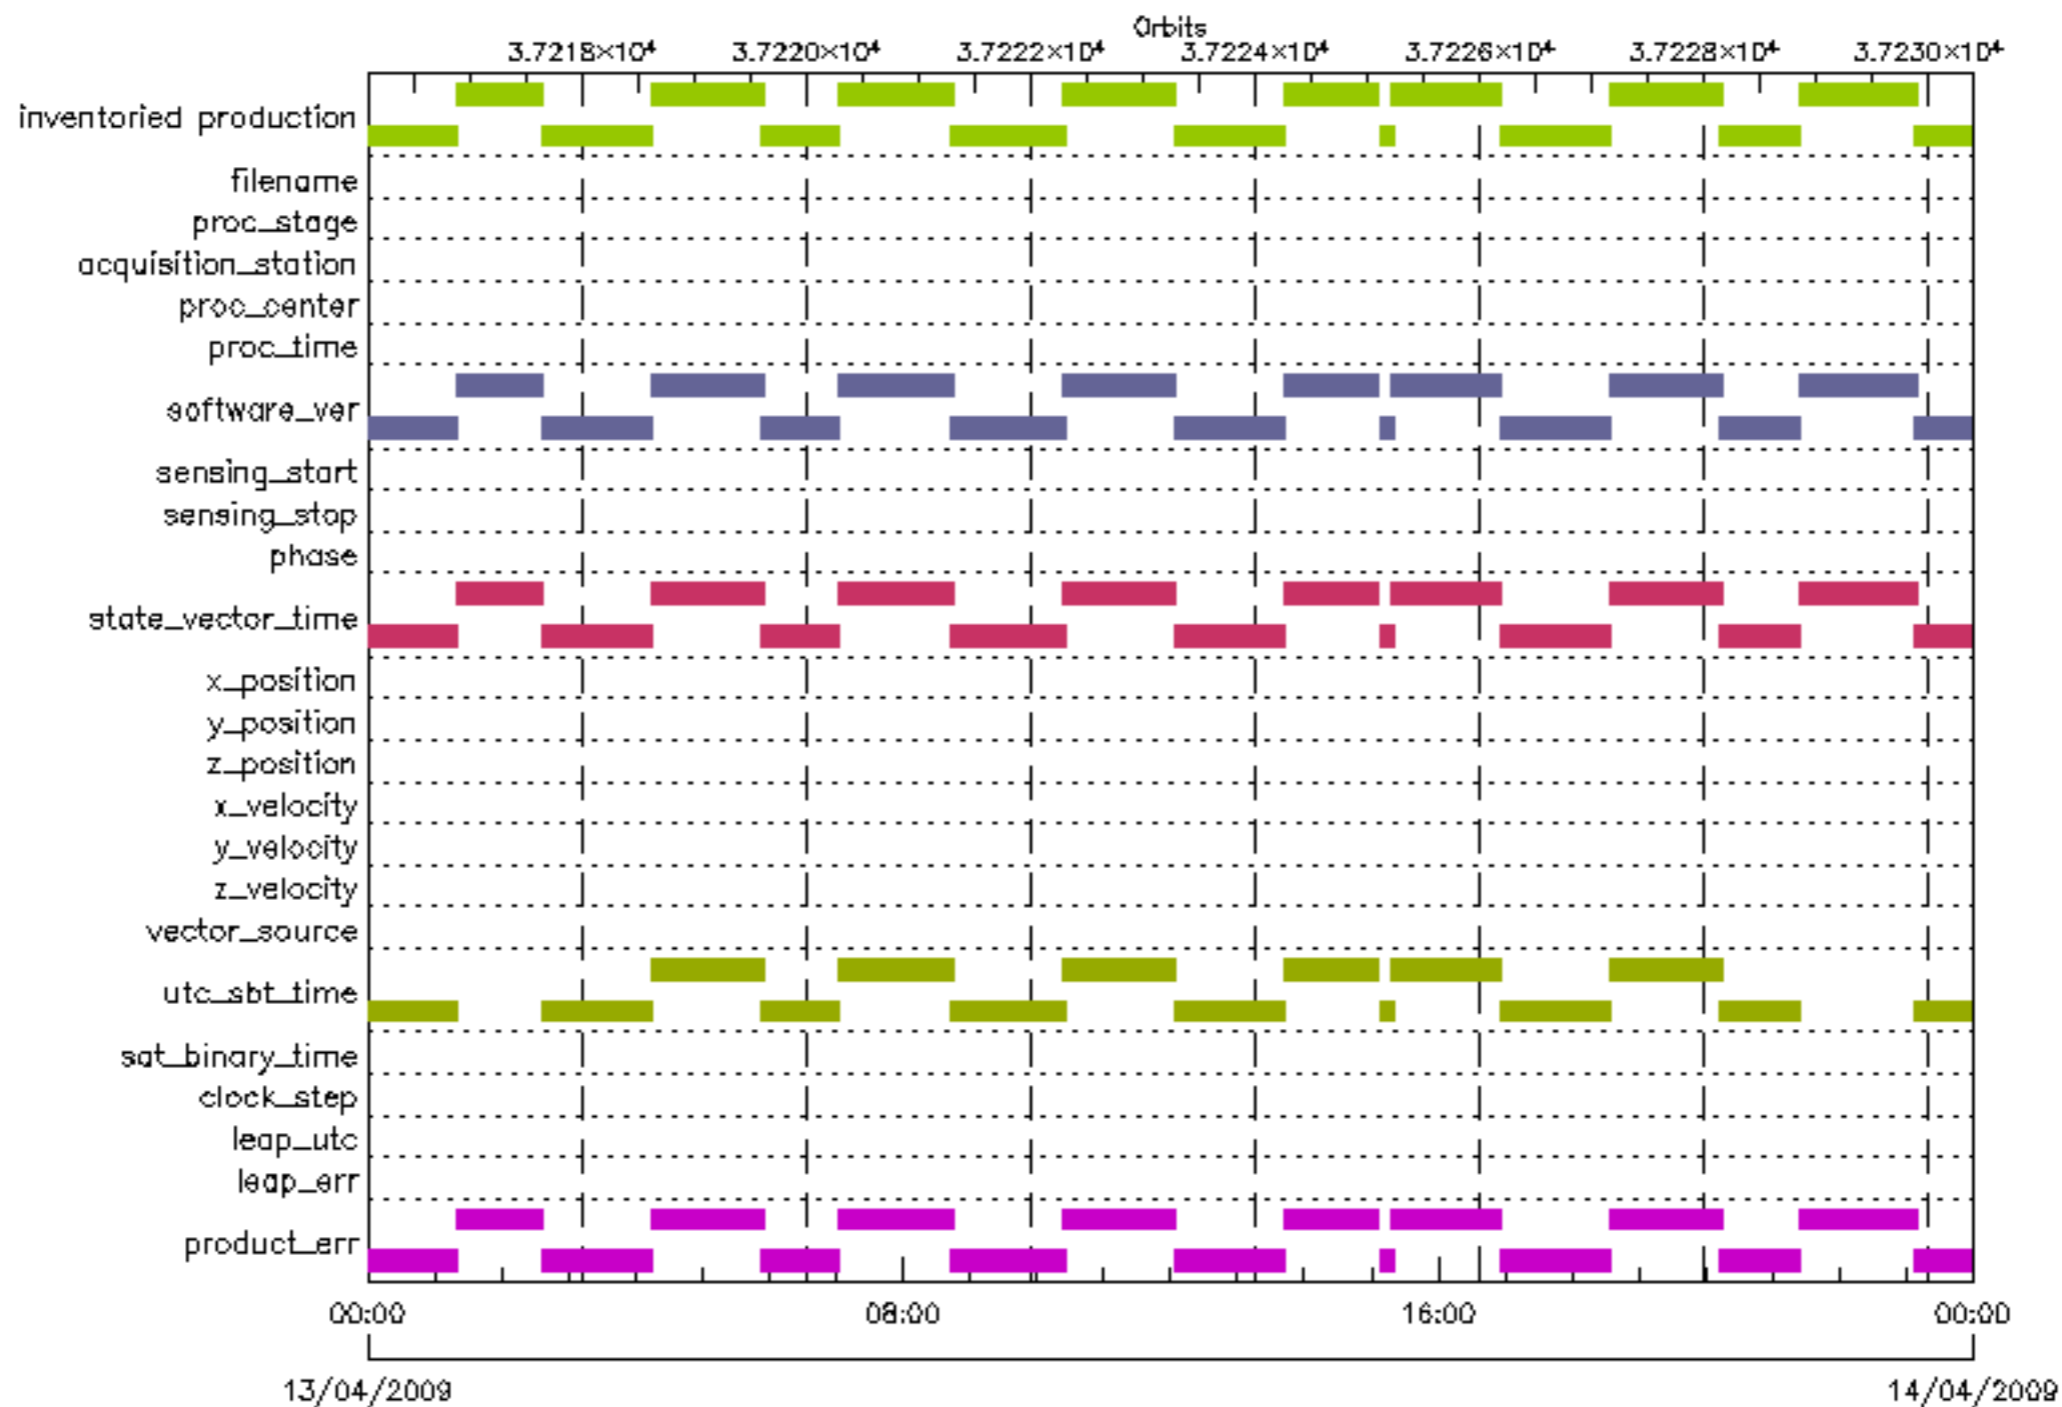 Orbits
3.7218×10⁴ 3.7220×10⁴ 3.7222×10⁴ 3.7224×10⁴ 3.7226×10⁴ 3.7228×10⁴ 3.7230×10⁴
inventoried production
filename
proc_stage
acquisition_station
proc_center
proc_time
software_ver
sensing_start
sensing_stop
phase
state_vector_time
x_position
y_position
z_position
x_velocity
y_velocity
z_velocity
vector_source
utc_sbt_time
sat_binary_time
clock_step
leap_utc
leap_err
product_err
00:00 08:00 16:00 00:00
13/04/2009 14/04/2009